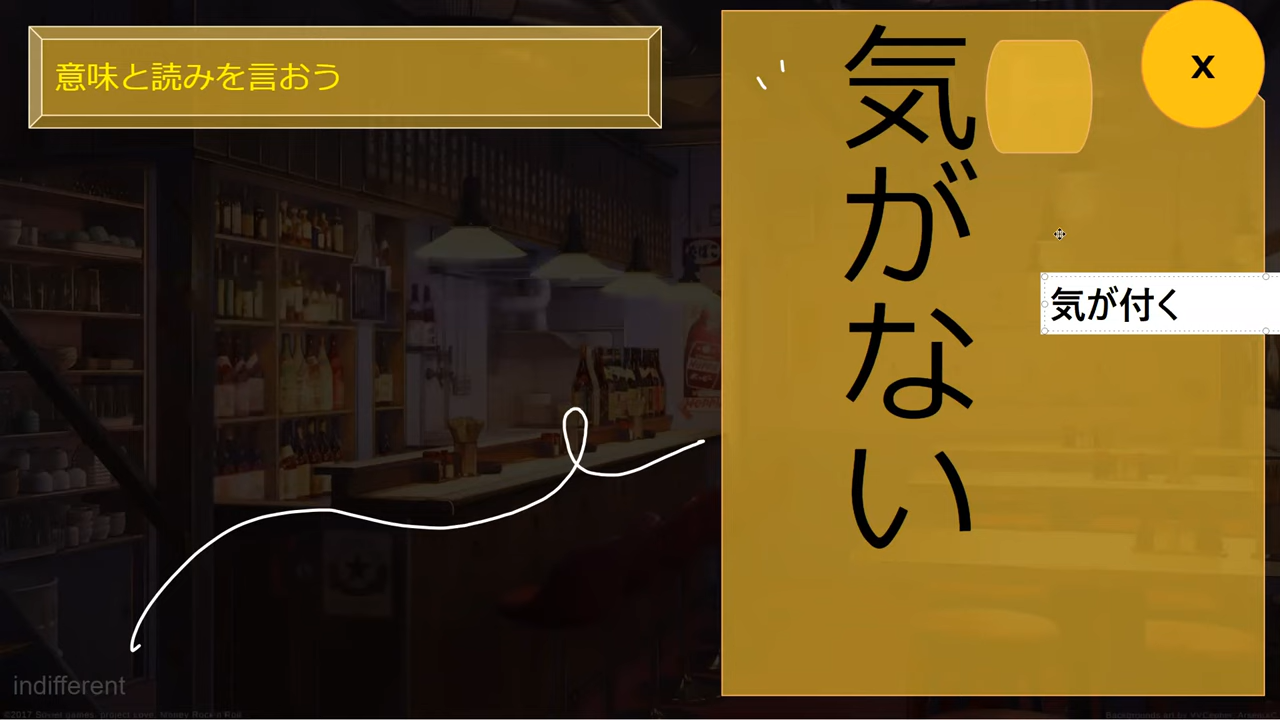 意味と読みを言おう
気がない
x
気が付く
indifferent